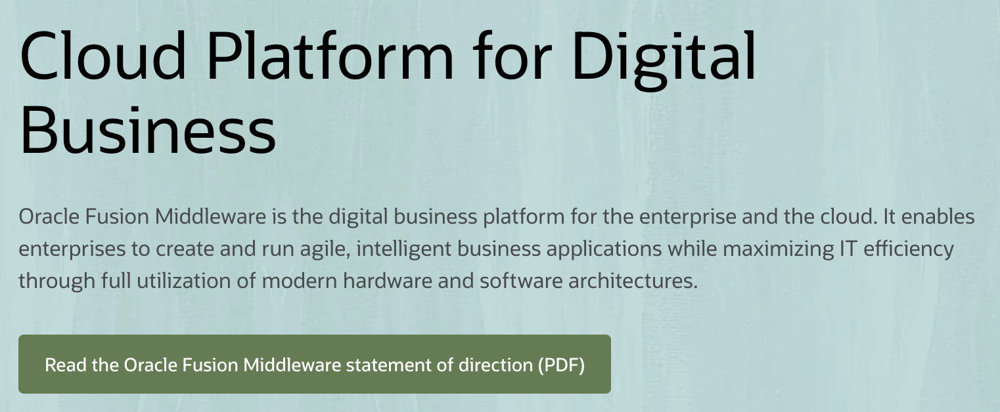 Cloud Platform for Digital
Business
Oracle Fusion Middleware is the digital business platform for the enterprise and the cloud. It enables
enterprises to create and run agile, intelligent business applications while maximizing IT efficiency
through full utilization of modern hardware and software architectures.
Read the Oracle Fusion Middleware statement of direction (PDF)